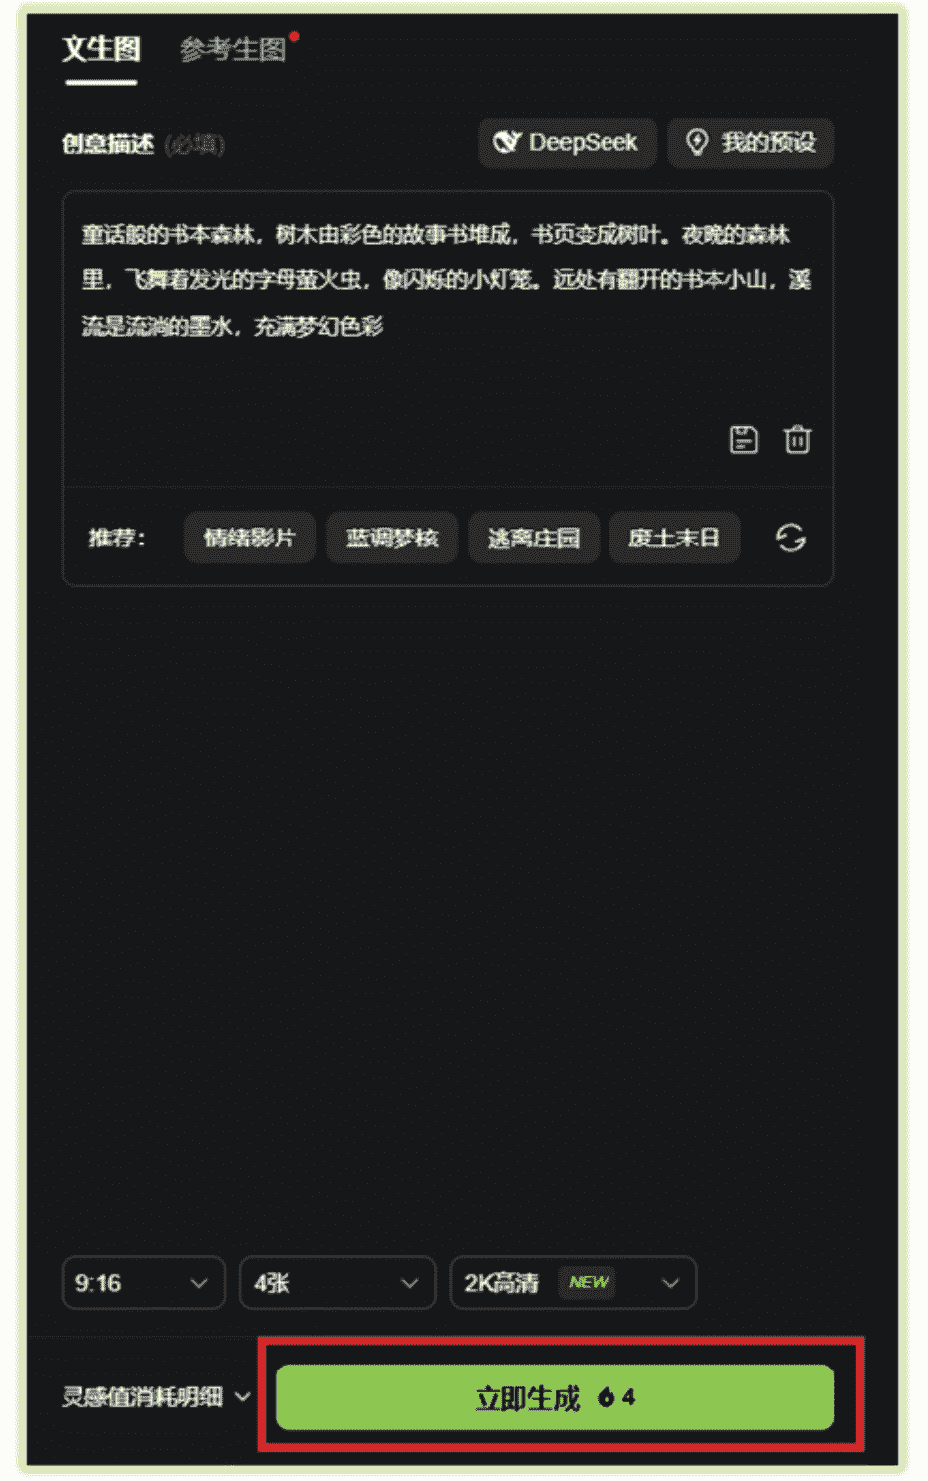 文生图 参考生图
创意描述 (必填) DeepSeek 我的预设
童话般的书本森林，树木由彩色的故事书堆成，书页变成树叶。夜晚的森林
里，飞舞着发光的字母萤火虫，像闪烁的小灯笼。远处有翻开的书本小山，溪
流是流淌的墨水，充满梦幻色彩
推荐： 情绪影片 蓝调梦核 逃离庄园 废土末日
9:16 4张 2K高清 NEW
灵感值消耗明细 立即生成 4